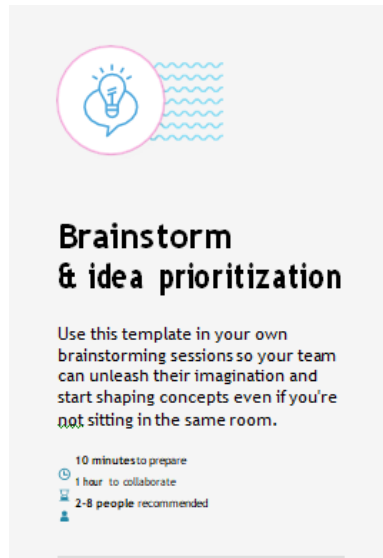 Brainstorm
& idea prioritization
Use this template in your own
brainstorming sessions so your team
can unleash their imagination and
start shaping concepts even if you're
not sitting in the same room.
10 minutes to prepare
1 hour to collaborate
2-8 people recommended